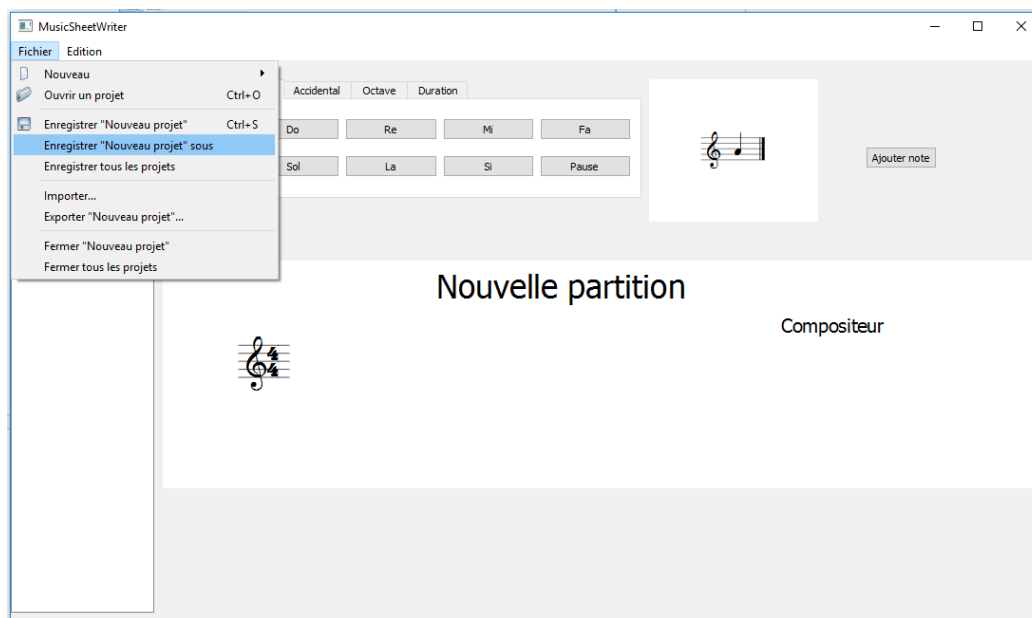 MusicSheetWriter
Fichier Edition
Nouveau
Ouvrir un projet Ctrl+O
Enregistrer "Nouveau projet" Ctrl+S
Enregistrer "Nouveau projet" sous
Enregistrer tous les projets
Importer...
Exporter "Nouveau projet"...
Fermer "Nouveau projet"
Fermer tous les projets
Accidental Octave Duration
Do Re Mi Fa
Sol La Si Pause
Ajouter note
Nouvelle partition
Compositeur
4
4